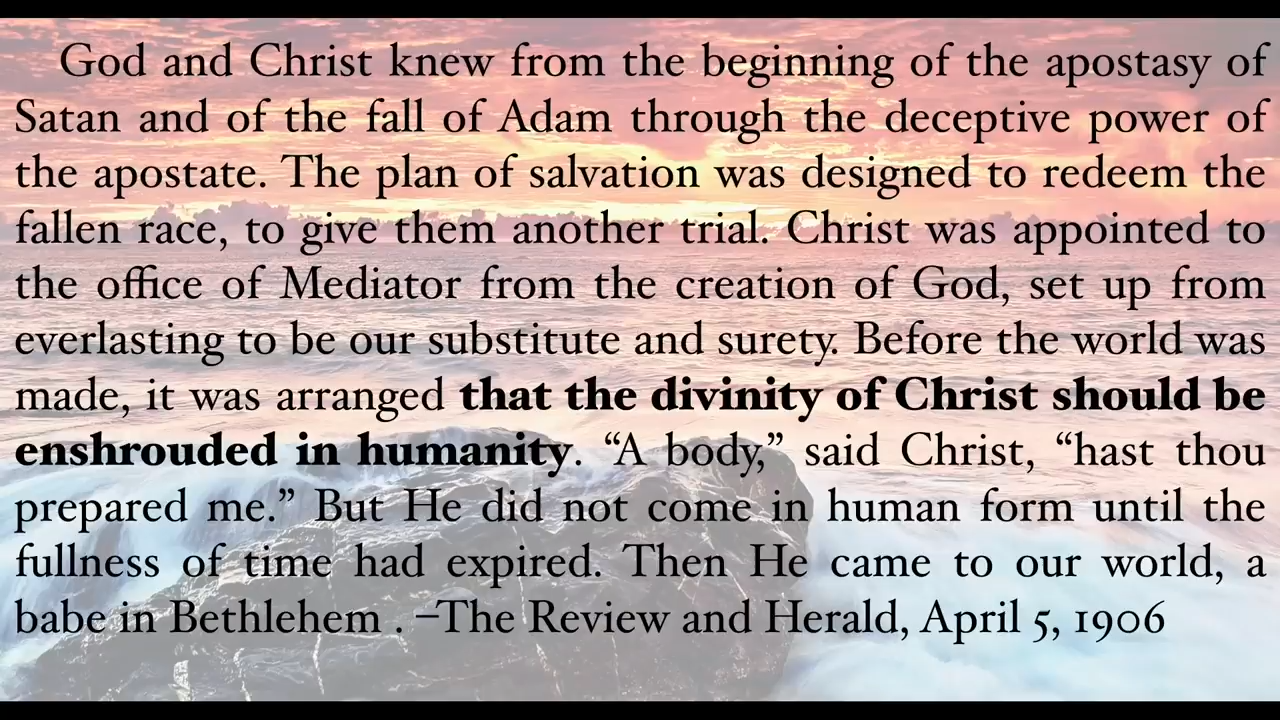 God and Christ knew from the beginning of the apostasy of
Satan and of the fall of Adam through the deceptive power of
the apostate. The plan of salvation was designed to redeem the
fallen race, to give them another trial. Christ was appointed to
the office of Mediator from the creation of God, set up from
everlasting to be our substitute and surety. Before the world was
made, it was arranged that the divinity of Christ should be
enshrouded in humanity. “A body,” said Christ, “hast thou
prepared me.” But He did not come in human form until the
fullness of time had expired. Then He came to our world, a
babe in Bethlehem . –The Review and Herald, April 5, 1906